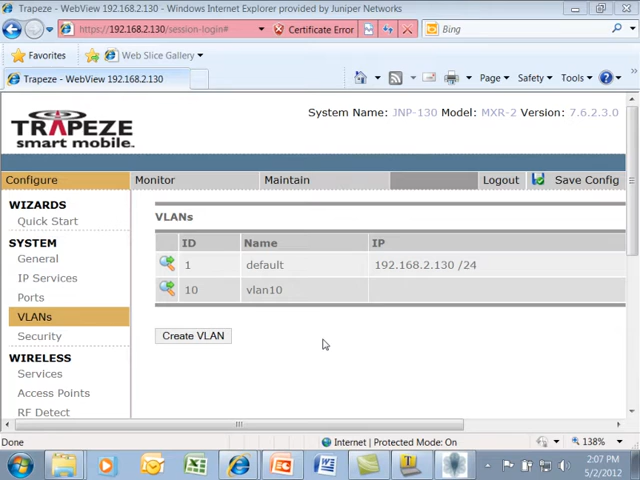 Trapeze - WebView - Windows Internet Explorer provided by Juniper Networks
https://192.168.2.130/session-login#
Certificate Error
Bing
Favorites
Web Slice Gallery
Trapeze - WebView 192.168.2.130
Page
Safety
Tools
System Name: JNP-130 Model: MXR-2 Version: 7.6.2.3.0
TRAPEZE
smart mobile.
Configure
Monitor
Maintain
Logout
Save Config
WIZARDS
Quick Start
SYSTEM
General
IP Services
Ports
VLANs
Security
WIRELESS
Services
Access Points
RF Detect
VLANs
ID Name IP
1 default 192.168.2.130 /24
10 vlan10
Create VLAN
Done
Internet | Protected Mode: On
138%
2:07 PM
5/2/2012